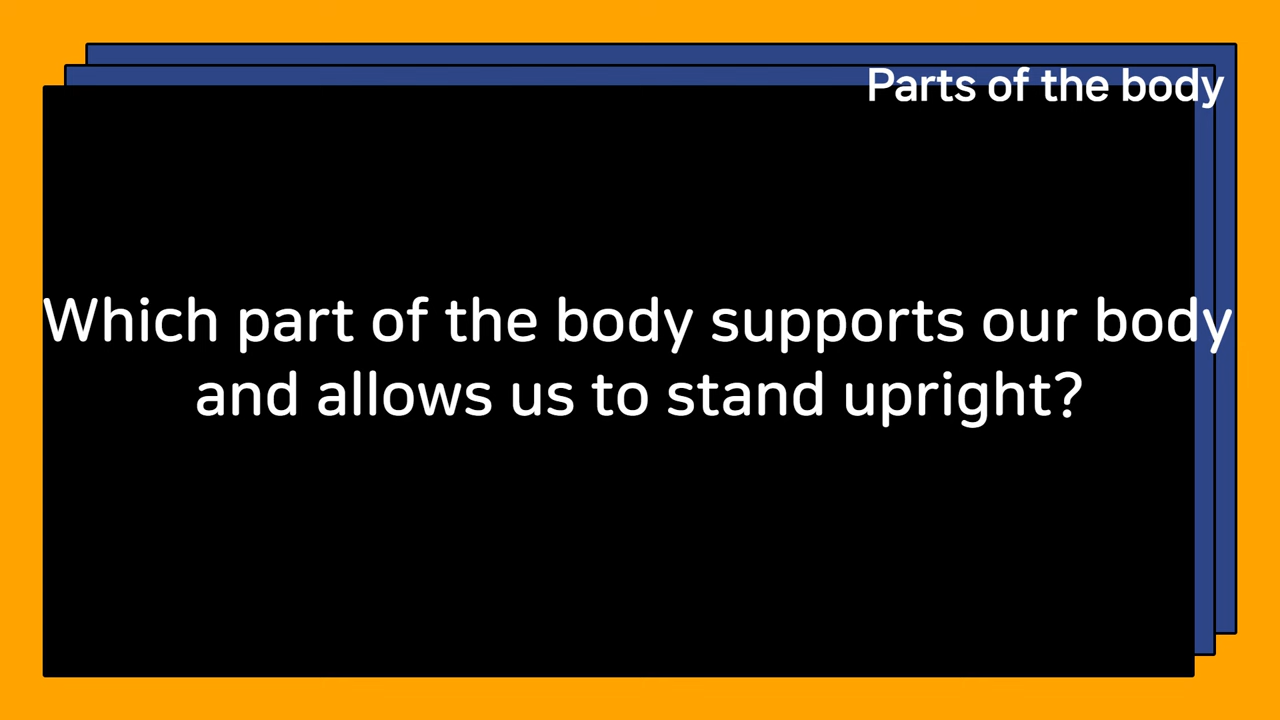 Parts of the body
Which part of the body supports our body
and allows us to stand upright?